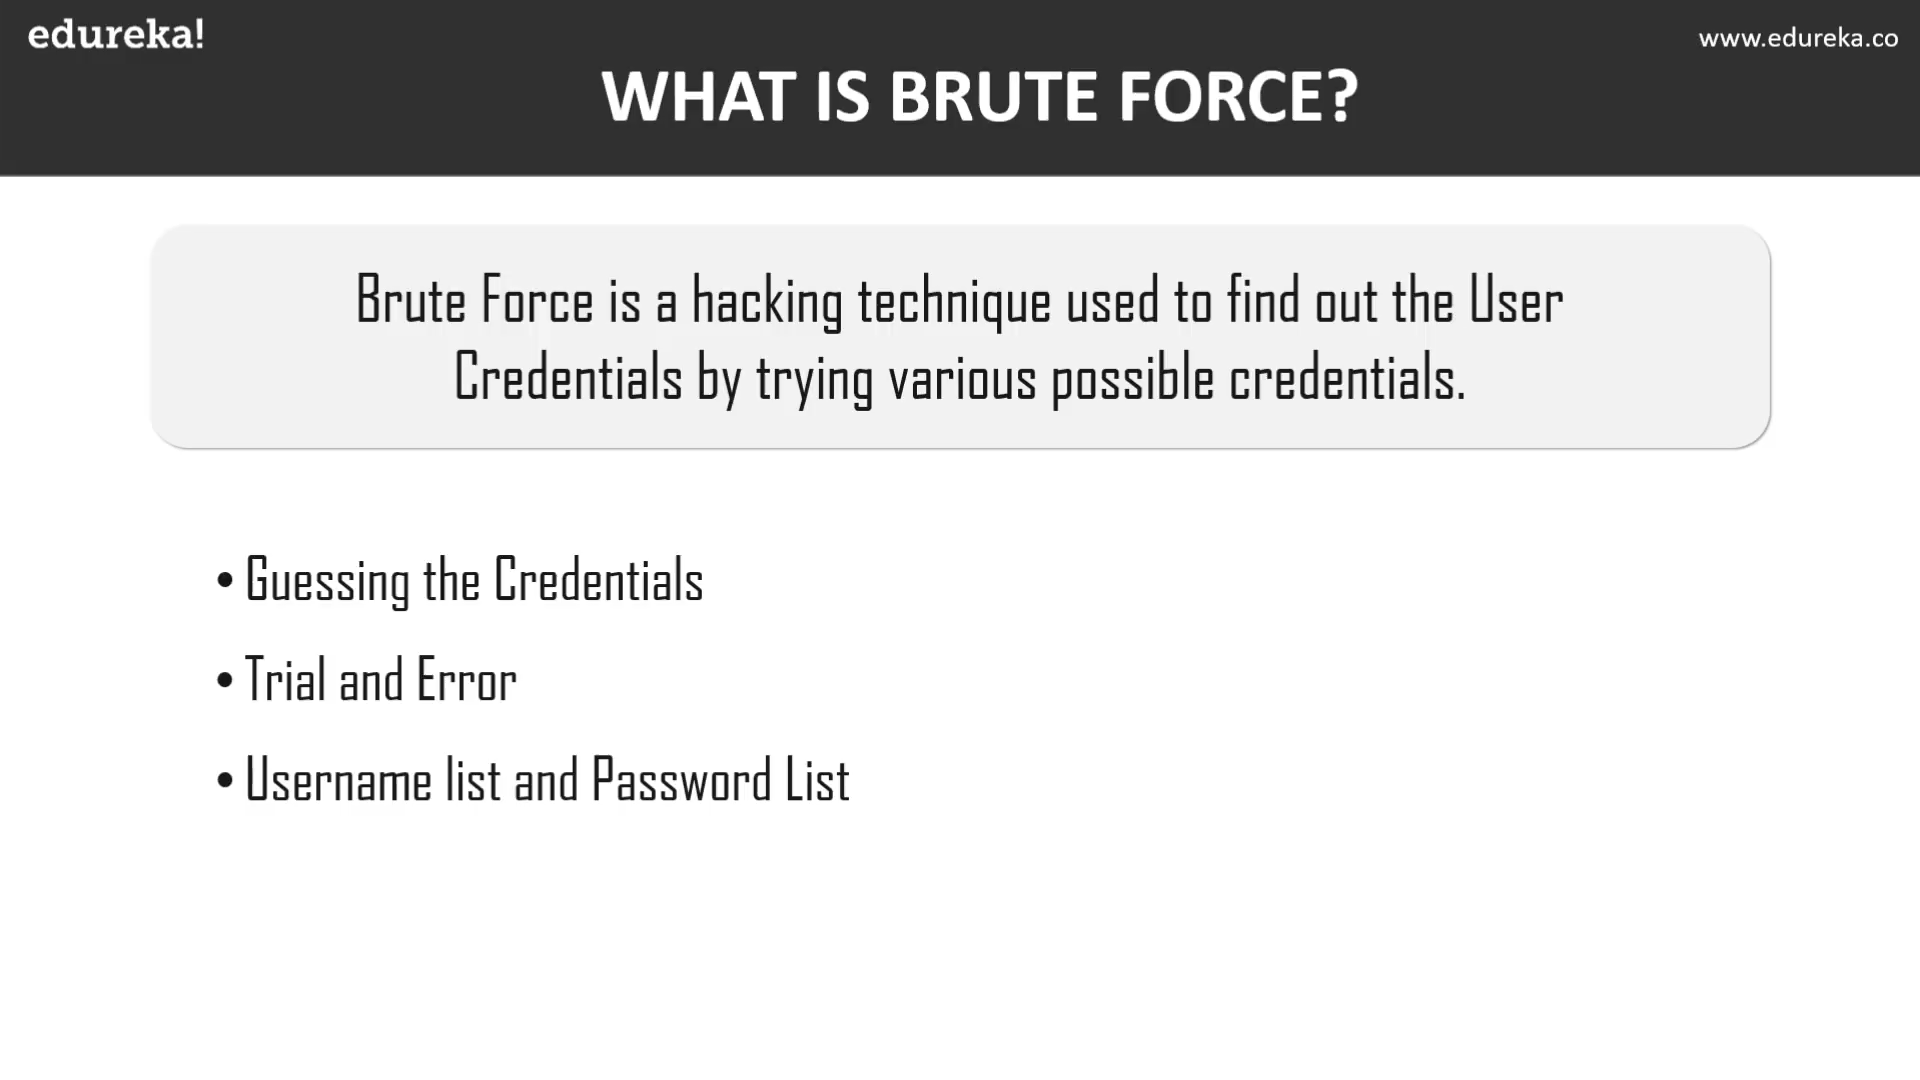 edureka!
www.edureka.co
WHAT IS BRUTE FORCE?
Brute Force is a hacking technique used to find out the User
Credentials by trying various possible credentials.
• Guessing the Credentials
• Trial and Error
• Username list and Password List